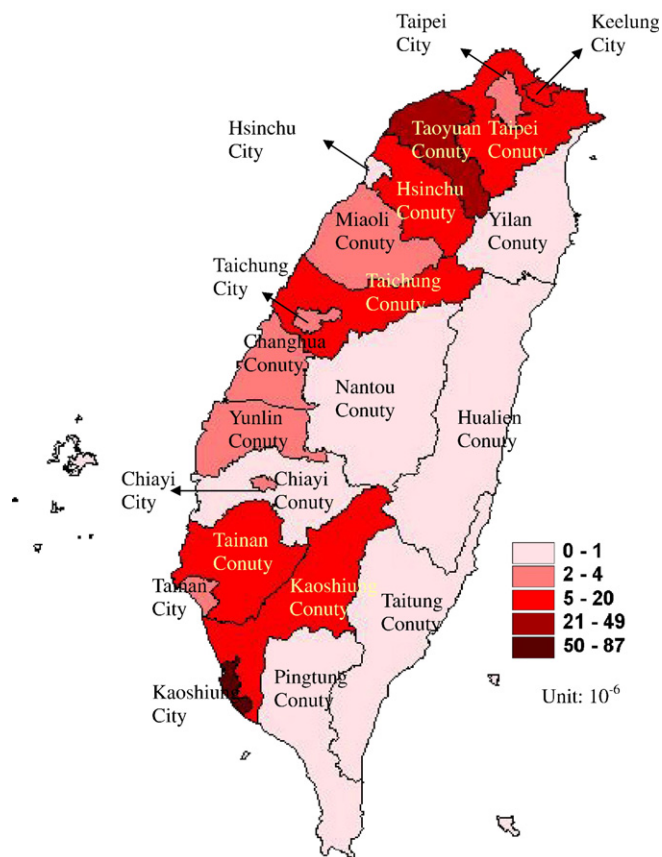 Taipei
City
Keelung
City
Hsinchu
City
Taoyuan
Conuty
Taipei
Conuty
Hsinchu
Conuty
Miaoli
Conuty
Yilan
Conuty
Taichung
City
Taichung
Conuty
Changhua
Conuty
Nantou
Conuty
Hualien
Conuty
Yunlin
Conuty
Chiayi
City
Chiayi
Conuty
Tainan
Conuty
Tainan
City
Kaoshiung
Conuty
Taitung
Conuty
Kaoshiung
City
Pingtung
Conuty
0 - 1
2 - 4
5 - 20
21 - 49
50 - 87
Unit: 10⁻⁶